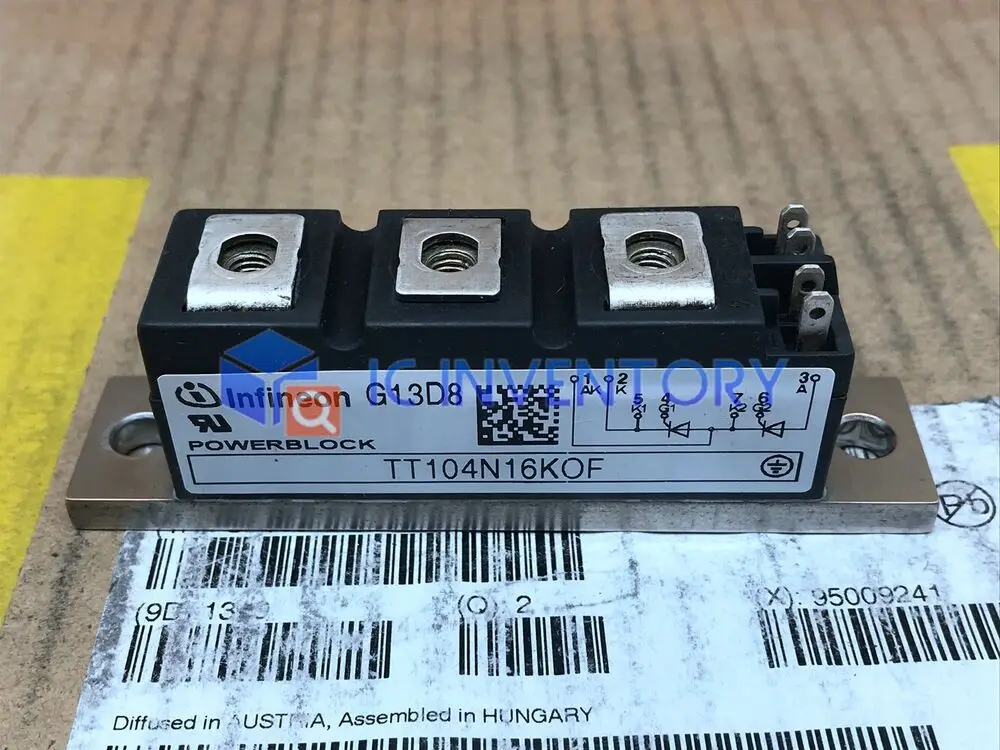 IC INVENTORY
Infineon G13D8
1 2 3
AK K A
5 4 7 6
K1 G1 K2 G2
POWERBLOCK
TT104N16KOF
(Q): 2
(X): 95009241
Diffused in AUSTRIA, Assembled in HUNGARY